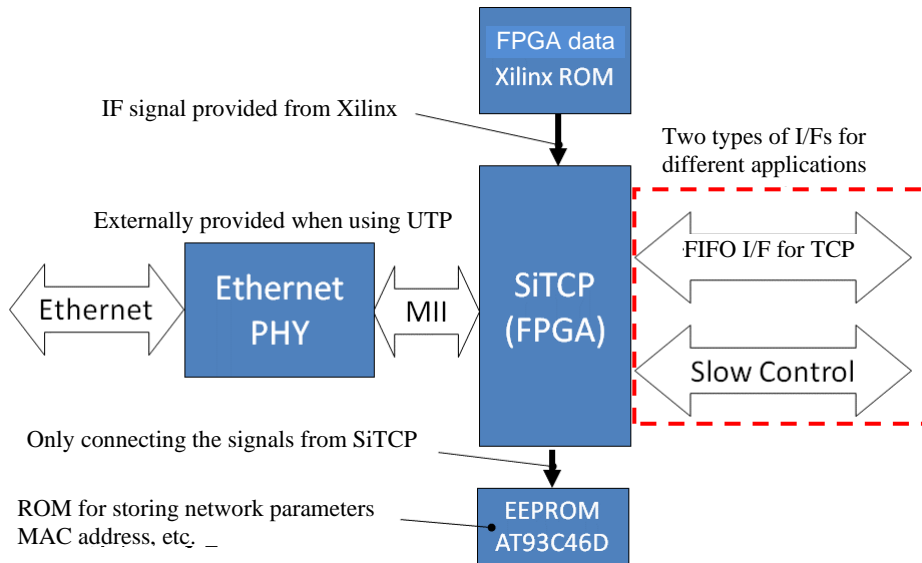 FPGA data
Xilinx ROM
IF signal provided from Xilinx
Two types of I/Fs for
different applications
Externally provided when using UTP
Ethernet
Ethernet
PHY
MII
SiTCP
(FPGA)
FIFO I/F for TCP
Slow Control
Only connecting the signals from SiTCP
ROM for storing network parameters
MAC address, etc.
EEPROM
AT93C46D